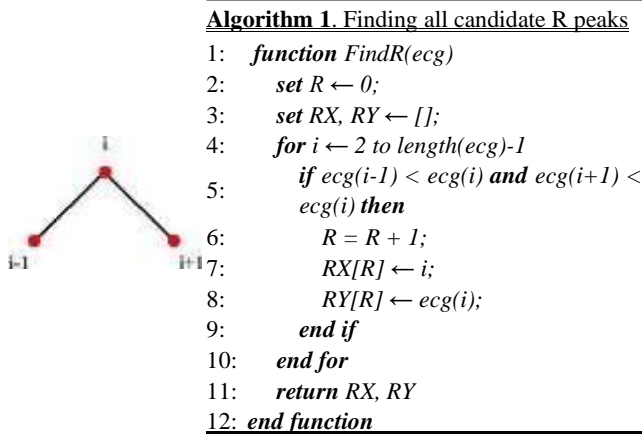 Algorithm 1. Finding all candidate R peaks
1: function FindR(ecg)
2: set R ← 0;
3: set RX, RY ← [];
4: for i ← 2 to length(ecg)-1
5: if ecg(i-1) < ecg(i) and ecg(i+1) <
ecg(i) then
6: R = R + 1;
7: RX[R] ← i;
8: RY[R] ← ecg(i);
9: end if
10: end for
11: return RX, RY
12: end function
i
i-1
i+1